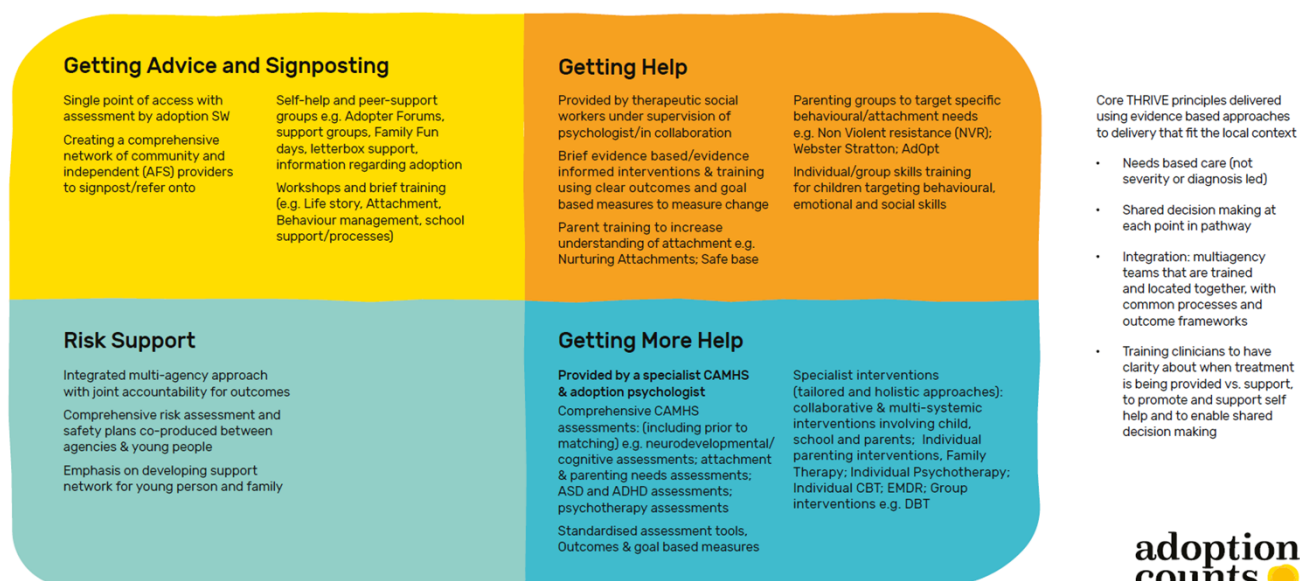 Getting Advice and Signposting
Single point of access with
assessment by adoption SW
Creating a comprehensive
network of community and
independent (AFS) providers
to signpost/refer onto
Self-help and peer-support
groups e.g. Adopter Forums,
support groups, Family Fun
days, letterbox support,
information regarding adoption
Workshops and brief training
(e.g. Life story, Attachment,
Behaviour management, school
support/processes)
Getting Help
Provided by therapeutic social
workers under supervision of
psychologist/in collaboration
Brief evidence based/evidence
informed interventions & training
using clear outcomes and goal
based measures to measure change
Parent training to increase
understanding of attachment e.g.
Nurturing Attachments; Safe base
Parenting groups to target specific
behavioural/attachment needs
e.g. Non Violent resistance (NVR);
Webster Stratton; AdOpt
Individual/group skills training
for children targeting behavioural,
emotional and social skills
Risk Support
Integrated multi-agency approach
with joint accountability for outcomes
Comprehensive risk assessment and
safety plans co-produced between
agencies & young people
Emphasis on developing support
network for young person and family
Getting More Help
Provided by a specialist CAMHS
& adoption psychologist
Comprehensive CAMHS
assessments: (including prior to
matching) e.g. neurodevelopmental/
cognitive assessments; attachment
& parenting needs assessments;
ASD and ADHD assessments;
psychotherapy assessments
Standardised assessment tools,
Outcomes & goal based measures
Specialist interventions
(tailored and holistic approaches):
collaborative & multi-systemic
interventions involving child,
school and parents; Individual
parenting interventions, Family
Therapy; Individual Psychotherapy;
Individual CBT; EMDR; Group
interventions e.g. DBT
Core THRIVE principles delivered
using evidence based approaches
to delivery that fit the local context
• Needs based care (not
severity or diagnosis led)
• Shared decision making at
each point in pathway
• Integration: multiagency
teams that are trained
and located together, with
common processes and
outcome frameworks
• Training clinicians to have
clarity about when treatment
is being provided vs. support,
to promote and support self
help and to enable shared
decision making
adoption
counts